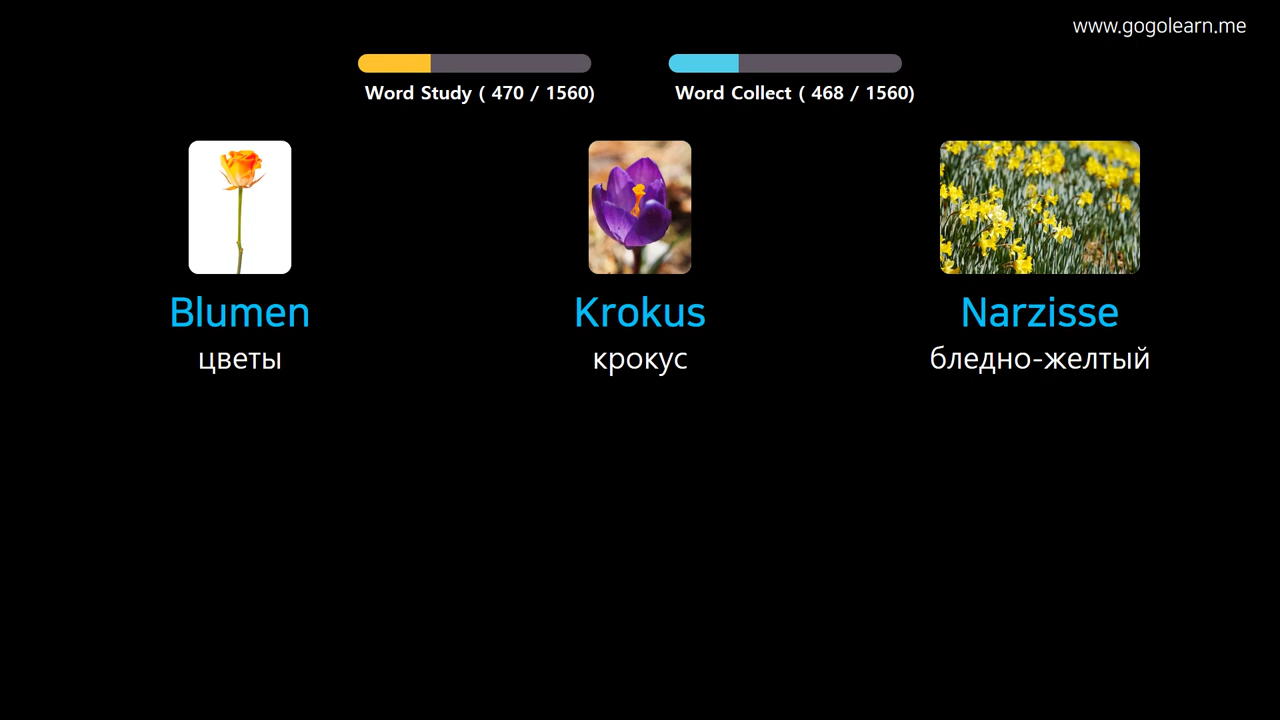 www.gogolearn.me
Word Study ( 470 / 1560)
Word Collect ( 468 / 1560)
Blumen
цветы
Krokus
крокус
Narzisse
бледно-желтый